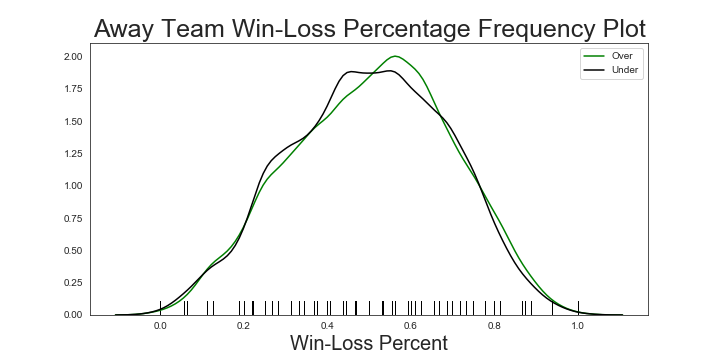 Away Team Win-Loss Percentage Frequency Plot
2.00
Over
Under
1.75
1.50
1.25
1.00
0.75
0.50
0.25
0.00
0.0 0.2 0.4 0.6 0.8 1.0
Win-Loss Percent